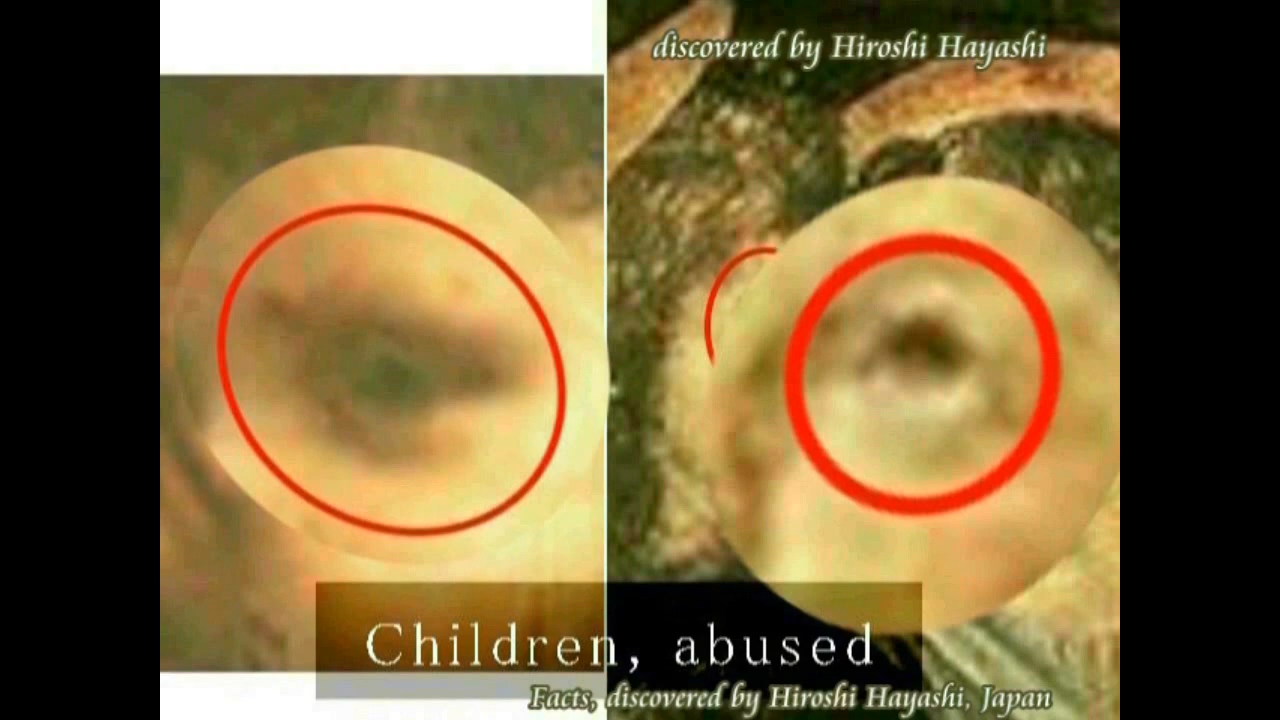 discovered by Hiroshi Hayashi
Children, abused
Facts, discovered by Hiroshi Hayashi, Japan